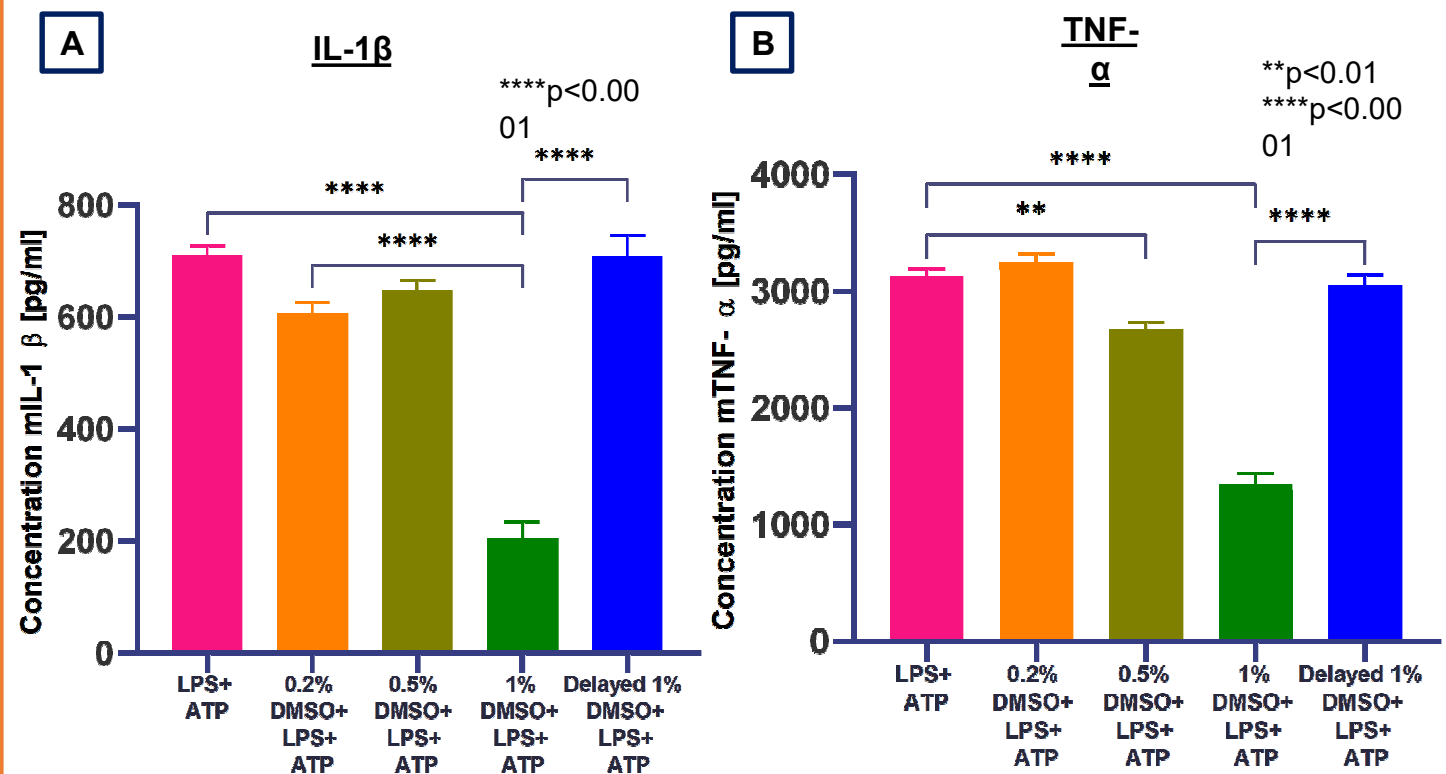 A
IL-1β
****p<0.00
01
****
****
****
Concentration mIL-1 β [pg/ml]
800
600
400
200
0
LPS+
ATP
0.2%
DMSO+
LPS+
ATP
0.5%
DMSO+
LPS+
ATP
1%
DMSO+
LPS+
ATP
Delayed 1%
DMSO+
LPS+
ATP
B
TNF-
α
**p<0.01
****p<0.00
01
****
**
****
Concentration mTNF- α [pg/ml]
4000
3000
2000
1000
0
LPS+
ATP
0.2%
DMSO+
LPS+
ATP
0.5%
DMSO+
LPS+
ATP
1%
DMSO+
LPS+
ATP
Delayed 1%
DMSO+
LPS+
ATP